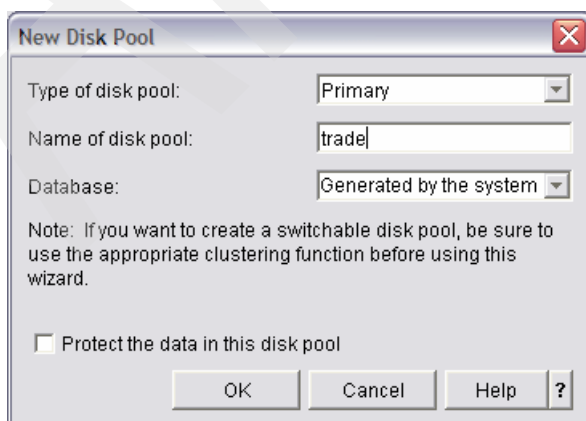 New Disk Pool
Type of disk pool: Primary
Name of disk pool: trade
Database: Generated by the system
Note: If you want to create a switchable disk pool, be sure to
use the appropriate clustering function before using this
wizard.
Protect the data in this disk pool
OK Cancel Help ?